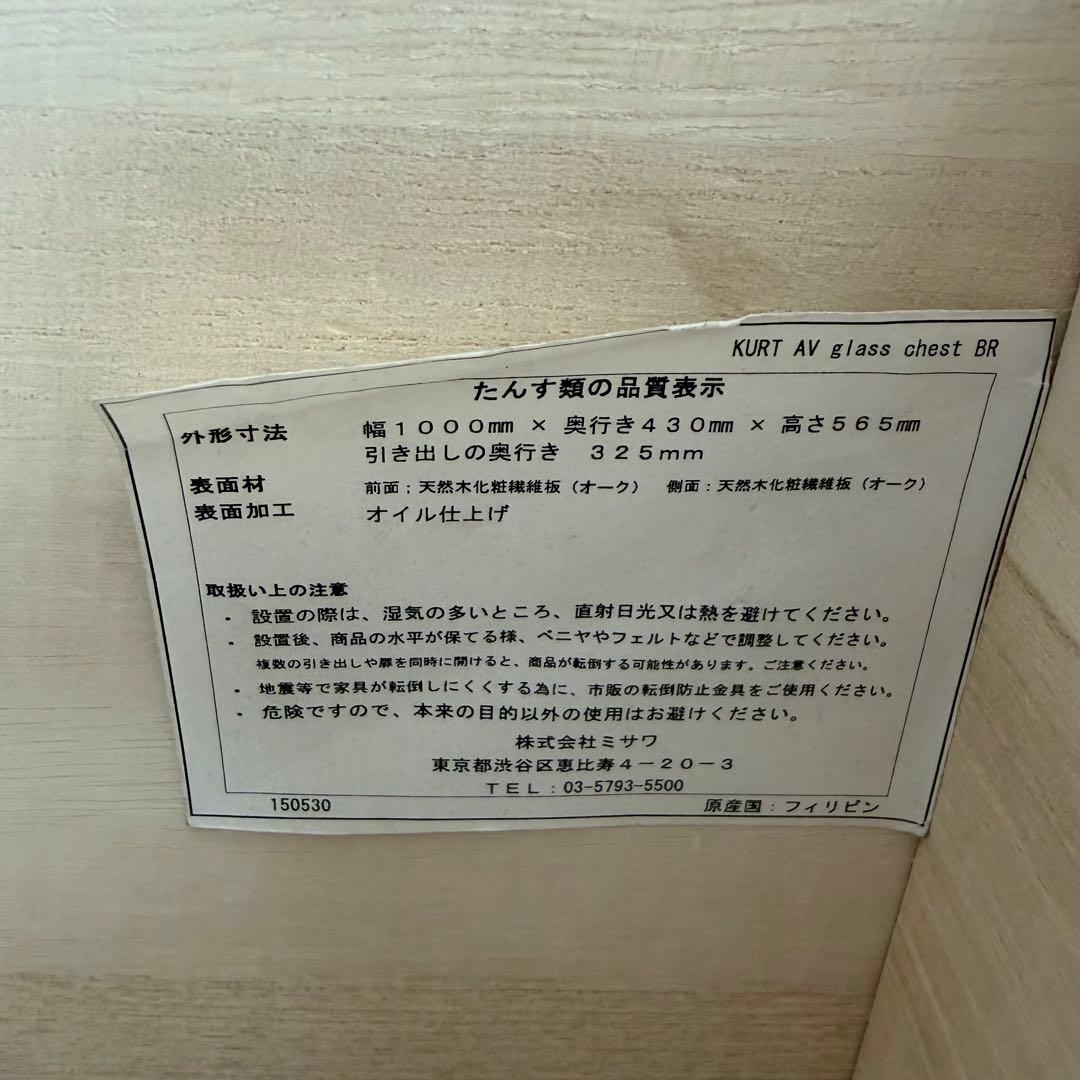 KURT AV glass chest BR
たんす類の品質表示
外形寸法 幅1000mm × 奥行き430mm × 高さ565mm
引き出しの奥行き 325mm
表面材 前面;天然木化粧繊維板(オーク) 側面:天然木化粧繊維板(オーク)
表面加工 オイル仕上げ
取扱い上の注意
・ 設置の際は、湿気の多いところ、直射日光又は熱を避けてください。
・ 設置後、商品の水平が保てる様、ベニヤやフェルトなどで調整してください。
複数の引き出しや扉を同時に開けると、商品が転倒する可能性があります。ご注意ください。
・ 地震等で家具が転倒しにくくする為に、市販の転倒防止金具をご使用ください。
・ 危険ですので、本来の目的以外の使用はお避けください。
株式会社ミサワ
東京都渋谷区恵比寿4-20-3
TEL:03-5793-5500
150530 原産国:フィリピン